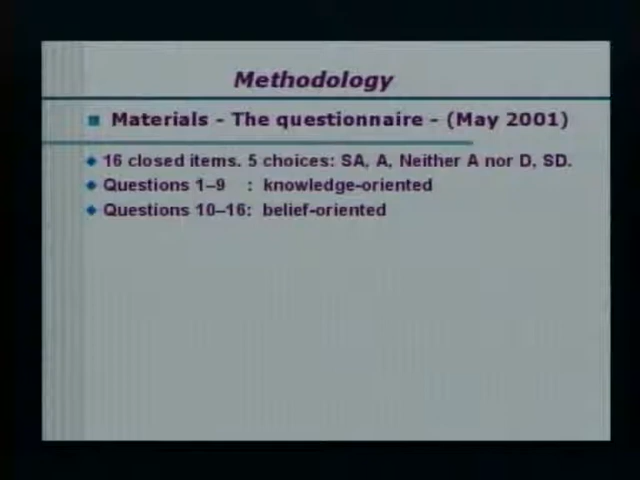 Methodology
Materials - The questionnaire - (May 2001)
16 closed items. 5 choices: SA, A, Neither A nor D, SD.
Questions 1–9 : knowledge-oriented
Questions 10–16: belief-oriented